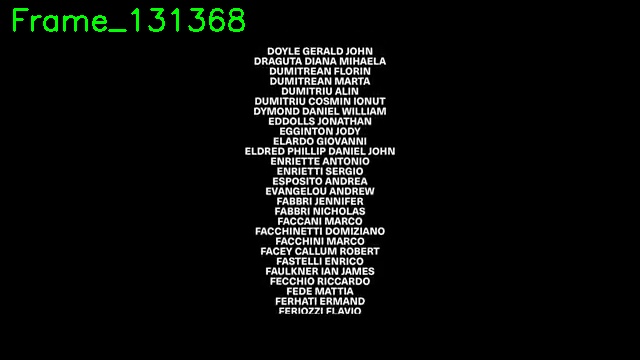 Frame_131368
DOYLE GERALD JOHN
DRAGUTA DIANA MIHAELA
DUMITREAN FLORIN
DUMITREAN MARTA
DUMITRIU ALIN
DUMITRIU COSMIN IONUT
DYMOND DANIEL WILLIAM
EDDOLLS JONATHAN
EGGINTON JODY
ELARDO GIOVANNI
ELDRED PHILLIP DANIEL JOHN
ENRIETTE ANTONIO
ENRIETTI SERGIO
ESPOSITO ANDREA
EVANGELOU ANDREW
FABBRI JENNIFER
FABBRI NICHOLAS
FACCANI MARCO
FACCHINETTI DOMIZIANO
FACCHINI MARCO
FACEY CALLUM ROBERT
FASTELLI ENRICO
FAULKNER IAN JAMES
FECCHIO RICCARDO
FEDE MATTIA
FERHATI ERMAND
FERIOZZI FLAVIO